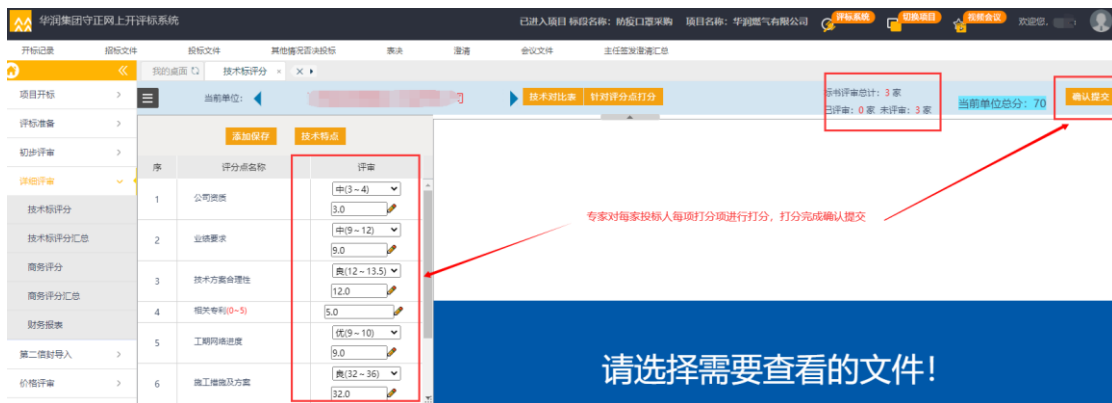 华润集团守正网上开评标系统 已进入项目 标段名称：防疫口罩采购 项目名称：华润燃气有限公司 评标系统 切换项目 视频会议 欢迎您,
开标记录 招标文件 投标文件 其他情况否决投标 表决 澄清 会议文件 主任签发澄清汇总
我的桌面 技术标评分 ×
项目开标
评标准备
初步评审
详细评审
技术标评分
技术标评分汇总
商务评分
商务评分汇总
财务报表
第二信封导入
价格评审
当前单位： 司 技术对比表 针对评分点打分
标书评审总计：3 家
已评审：0 家 未评审：3 家
当前单位总分：70 确认提交
添加保存 技术特点
序 评分点名称 评审
1 公司资质 中(3～4)
3.0
2 业绩要求 中(9～12)
9.0
3 技术方案合理性 良(12～13.5)
12.0
4 相关专利(0~5) 5.0
5 工期网络进度 优(9～10)
9.0
6 施工措施及方案 良(32～36)
32.0
专家对每家投标人每项打分项进行打分，打分完成确认提交
请选择需要查看的文件！